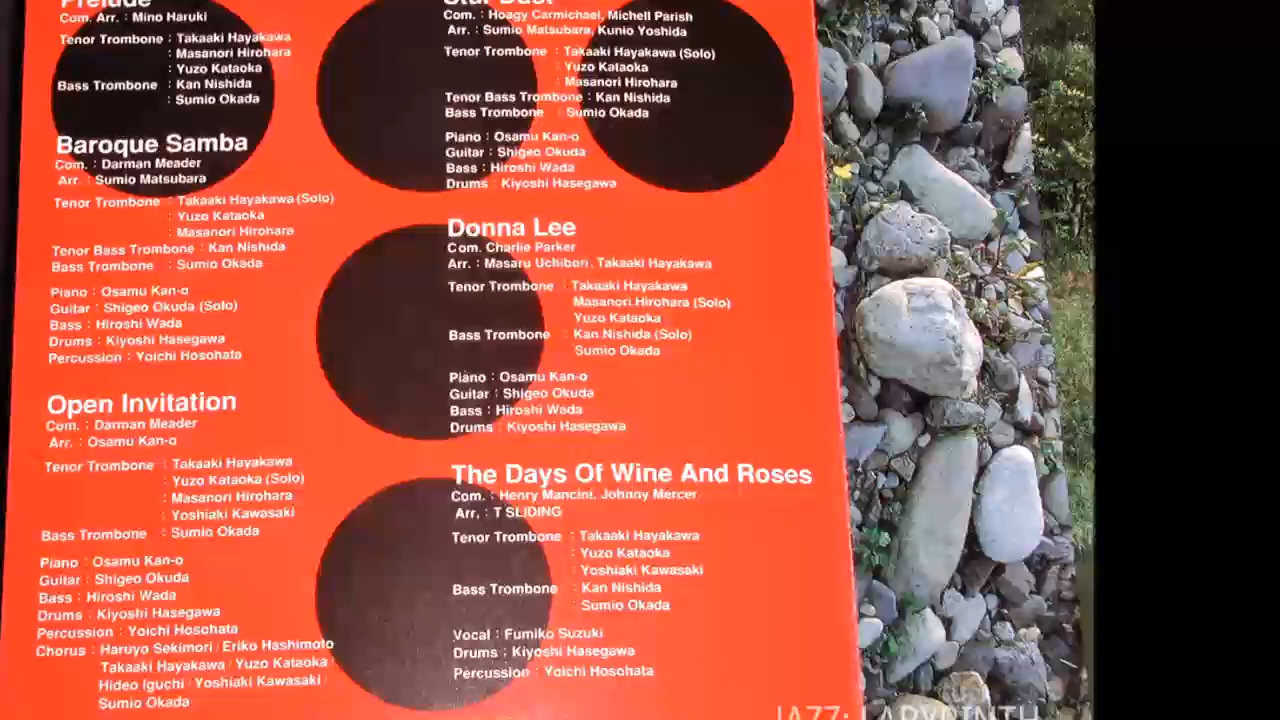 Prelude
Com. Arr. : Mino Haruki
Tenor Trombone : Takaaki Hayakawa
: Masanori Hirohara
: Yuzo Kataoka
Bass Trombone : Kan Nishida
: Sumio Okada
Baroque Samba
Com. : Darman Meader
Arr. : Sumio Matsubara
Tenor Trombone : Takaaki Hayakawa (Solo)
: Yuzo Kataoka
: Masanori Hirohara
Tenor Bass Trombone : Kan Nishida
Bass Trombone : Sumio Okada
Piano : Osamu Kan-o
Guitar : Shigeo Okuda (Solo)
Bass : Hiroshi Wada
Drums : Kiyoshi Hasegawa
Percussion : Yoichi Hosohata
Open Invitation
Com. : Darman Meader
Arr. : Osamu Kan-o
Tenor Trombone : Takaaki Hayakawa
: Yuzo Kataoka (Solo)
: Masanori Hirohara
: Yoshiaki Kawasaki
Bass Trombone : Sumio Okada
Piano : Osamu Kan-o
Guitar : Shigeo Okuda
Bass : Hiroshi Wada
Drums : Kiyoshi Hasegawa
Percussion : Yoichi Hosohata
Chorus : Haruyo Sekimori / Eriko Hashimoto
Takaaki Hayakawa / Yuzo Kataoka
Hideo Iguchi / Yoshiaki Kawasaki
Sumio Okada
Star Dust
Com. : Hoagy Carmichael, Michell Parish
Arr. : Sumio Matsubara, Kunio Yoshida
Tenor Trombone : Takaaki Hayakawa (Solo)
: Yuzo Kataoka
: Masanori Hirohara
Tenor Bass Trombone : Kan Nishida
Bass Trombone : Sumio Okada
Piano : Osamu Kan-o
Guitar : Shigeo Okuda
Bass : Hiroshi Wada
Drums : Kiyoshi Hasegawa
Donna Lee
Com. Charlie Parker
Arr. : Masaru Uchibori, Takaaki Hayakawa
Tenor Trombone : Takaaki Hayakawa
Masanori Hirohara (Solo)
Yuzo Kataoka
Bass Trombone : Kan Nishida (Solo)
Sumio Okada
Piano : Osamu Kan-o
Guitar : Shigeo Okuda
Bass : Hiroshi Wada
Drums : Kiyoshi Hasegawa
The Days Of Wine And Roses
Com. : Henry Mancini, Johnny Mercer
Arr. : T SLIDING
Tenor Trombone : Takaaki Hayakawa
: Yuzo Kataoka
: Yoshiaki Kawasaki
Bass Trombone : Kan Nishida
: Sumio Okada
Vocal : Fumiko Suzuki
Drums : Kiyoshi Hasegawa
Percussion : Yoichi Hosohata
JAZZ: LABYRINTH